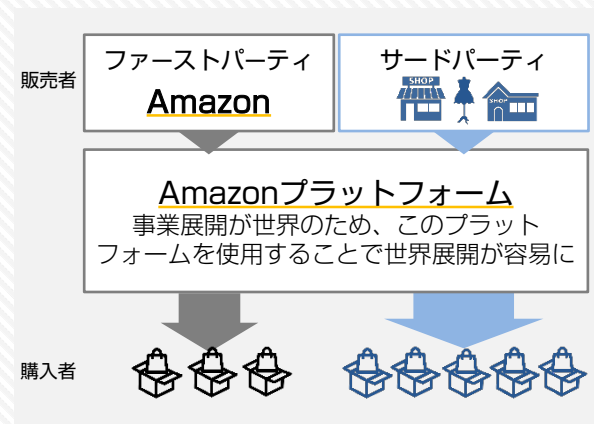 販売者
ファーストパーティ
Amazon
サードパーティ
SHOP
SHOP
Amazonプラットフォーム
事業展開が世界のため、このプラット
フォームを使用することで世界展開が容易に
購入者